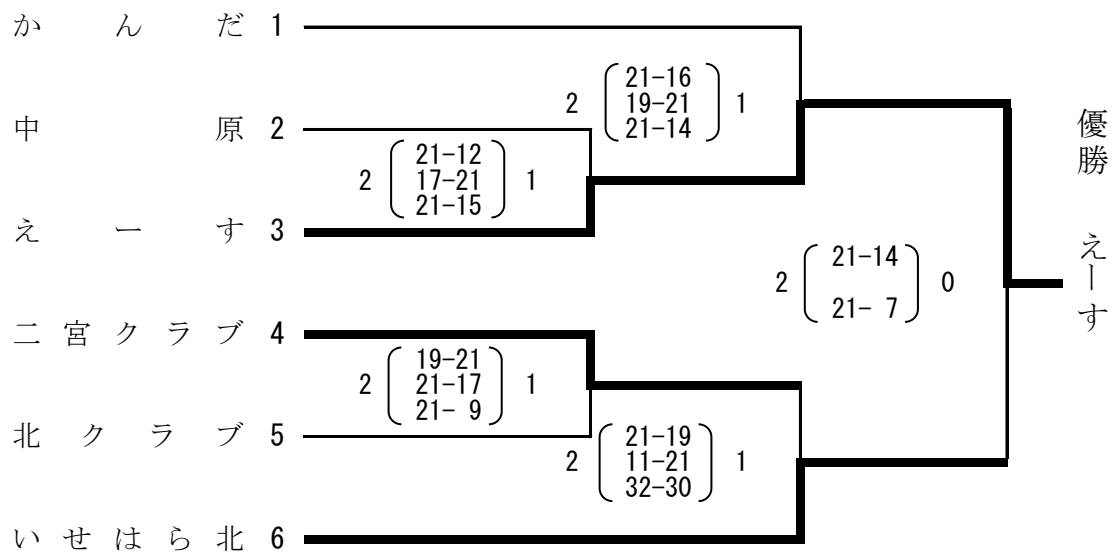 かんだ 1
2 21-16 1
19-21
21-14
中原 2
2 21-12 1
17-21
21-15
えーす 3
優勝 えーす
2 21-14 0
21- 7
二宮クラブ 4
2 19-21 1
21-17
21- 9
北クラブ 5
2 21-19 1
11-21
32-30
いせはら北 6